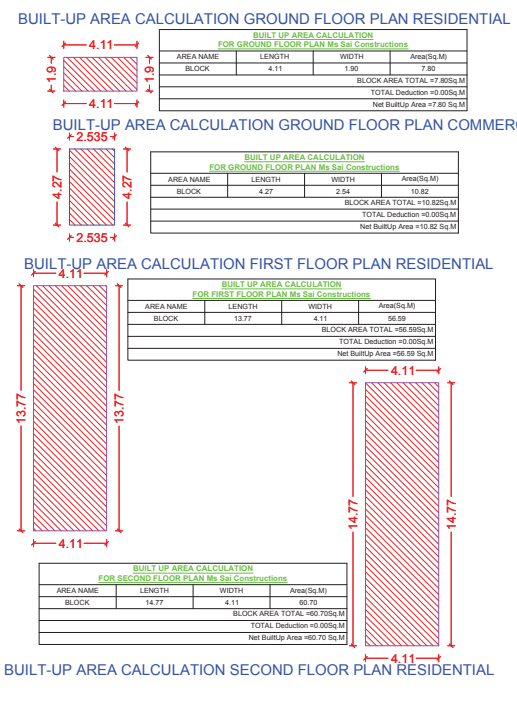 BUILT-UP AREA CALCULATION GROUND FLOOR PLAN RESIDENTIAL
4.11
1.9
1.9
4.11
BUILT UP AREA CALCULATION
FOR GROUND FLOOR PLAN Ms Sai Constructions
AREA NAME LENGTH WIDTH Area(Sq.M)
BLOCK 4.11 1.90 7.80
BLOCK AREA TOTAL =7.80Sq.M
TOTAL Deduction =0.00Sq.M
Net BuiltUp Area =7.80 Sq.M
BUILT-UP AREA CALCULATION GROUND FLOOR PLAN COMMER
2.535
4.27
4.27
2.535
BUILT UP AREA CALCULATION
FOR GROUND FLOOR PLAN Ms Sai Constructions
AREA NAME LENGTH WIDTH Area(Sq.M)
BLOCK 4.27 2.54 10.82
BLOCK AREA TOTAL =10.82Sq.M
TOTAL Deduction =0.00Sq.M
Net BuiltUp Area =10.82 Sq.M
BUILT-UP AREA CALCULATION FIRST FLOOR PLAN RESIDENTIAL
4.11
13.77
13.77
4.11
BUILT UP AREA CALCULATION
FOR FIRST FLOOR PLAN Ms Sai Constructions
AREA NAME LENGTH WIDTH Area(Sq.M)
BLOCK 13.77 4.11 56.59
BLOCK AREA TOTAL =56.59Sq.M
TOTAL Deduction =0.00Sq.M
Net BuiltUp Area =56.59 Sq.M
4.11
14.77
14.77
4.11
BUILT UP AREA CALCULATION
FOR SECOND FLOOR PLAN Ms Sai Constructions
AREA NAME LENGTH WIDTH Area(Sq.M)
BLOCK 14.77 4.11 60.70
BLOCK AREA TOTAL =60.70Sq.M
TOTAL Deduction =0.00Sq.M
Net BuiltUp Area =60.70 Sq.M
BUILT-UP AREA CALCULATION SECOND FLOOR PLAN RESIDENTIAL